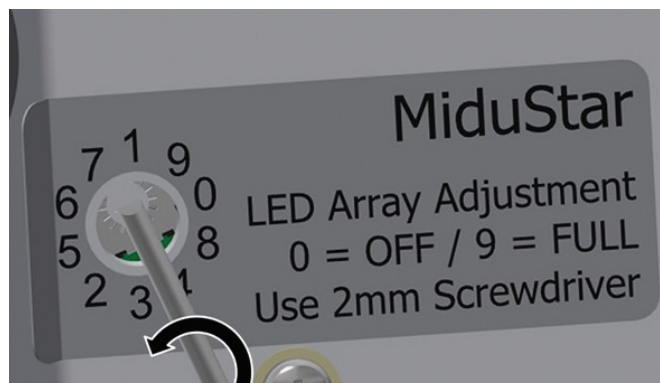 MiduStar
LED Array Adjustment
0 = OFF / 9 = FULL
Use 2mm Screwdriver
7 1 9
6 0
5 8
2 3 4